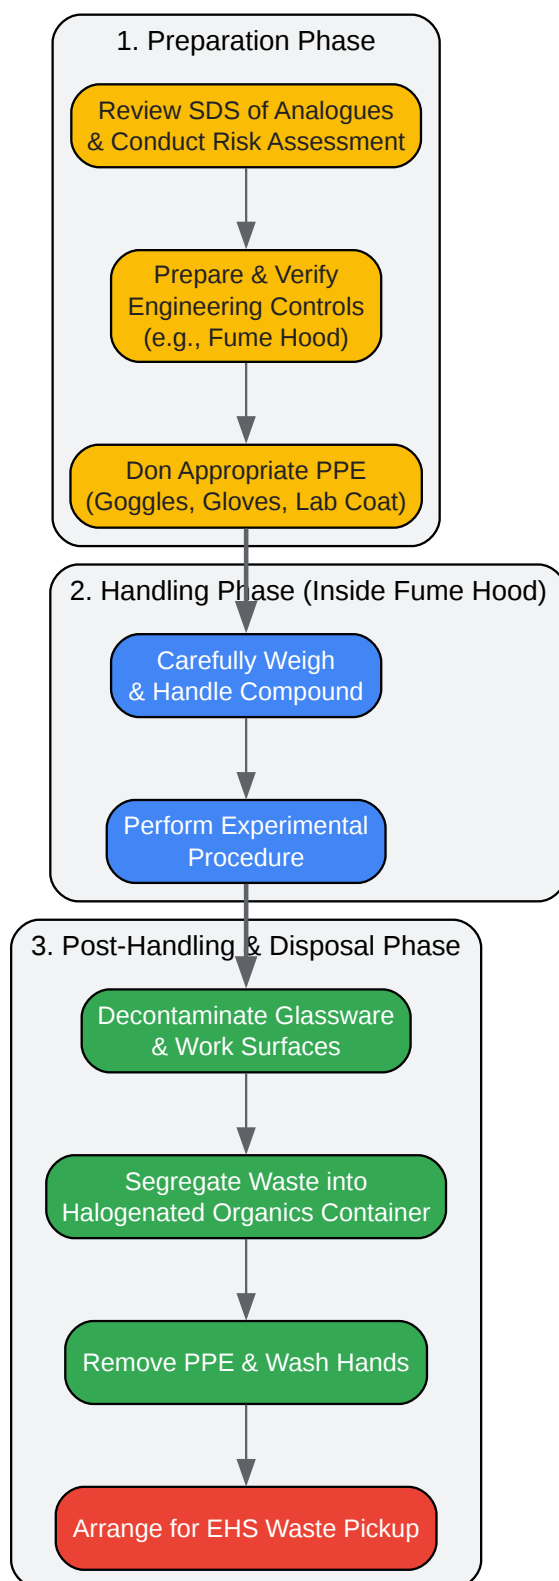 1. Preparation Phase
Review SDS of Analogues
& Conduct Risk Assessment
Prepare & Verify
Engineering Controls
(e.g., Fume Hood)
Don Appropriate PPE
(Goggles, Gloves, Lab Coat)
2. Handling Phase (Inside Fume Hood)
Carefully Weigh
& Handle Compound
Perform Experimental
Procedure
3. Post-Handling & Disposal Phase
Decontaminate Glassware
& Work Surfaces
Segregate Waste into
Halogenated Organics Container
Remove PPE & Wash Hands
Arrange for EHS Waste Pickup